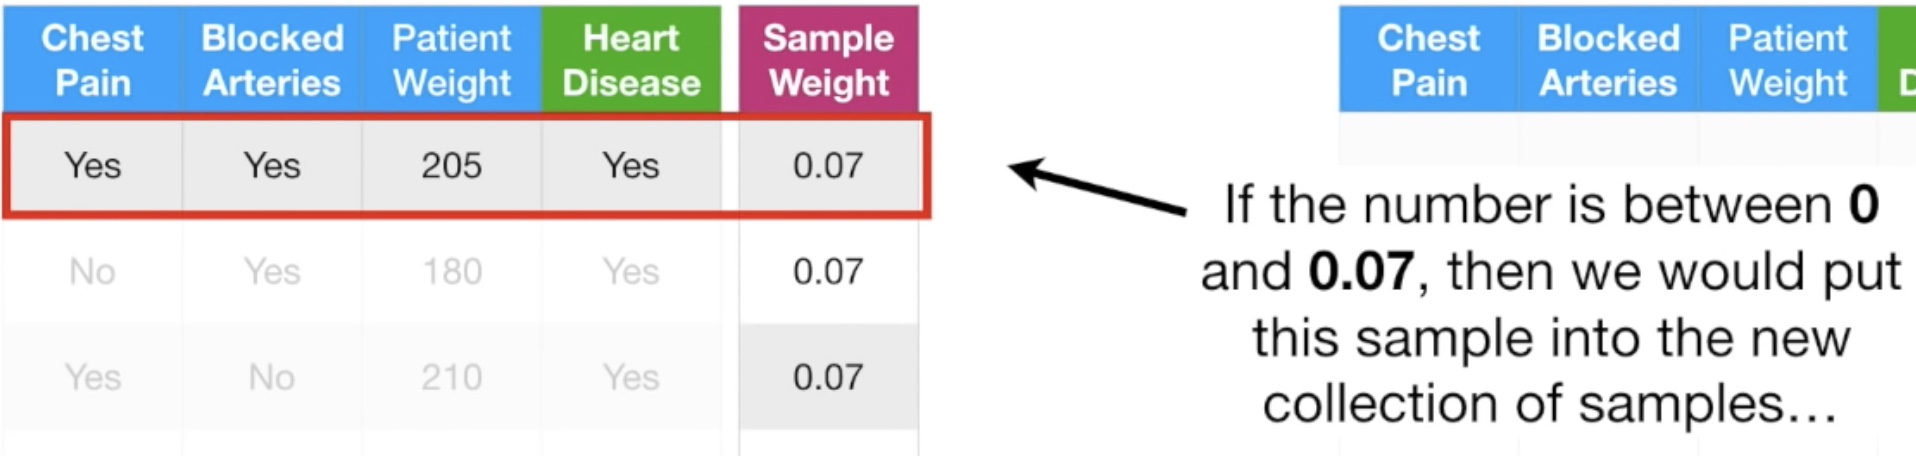 Chest Pain Blocked Arteries Patient Weight Heart Disease Sample Weight
Yes Yes 205 Yes 0.07
No Yes 180 Yes 0.07
Yes No 210 Yes 0.07
Chest Pain Blocked Arteries Patient Weight D
If the number is between 0
and 0.07, then we would put
this sample into the new
collection of samples…